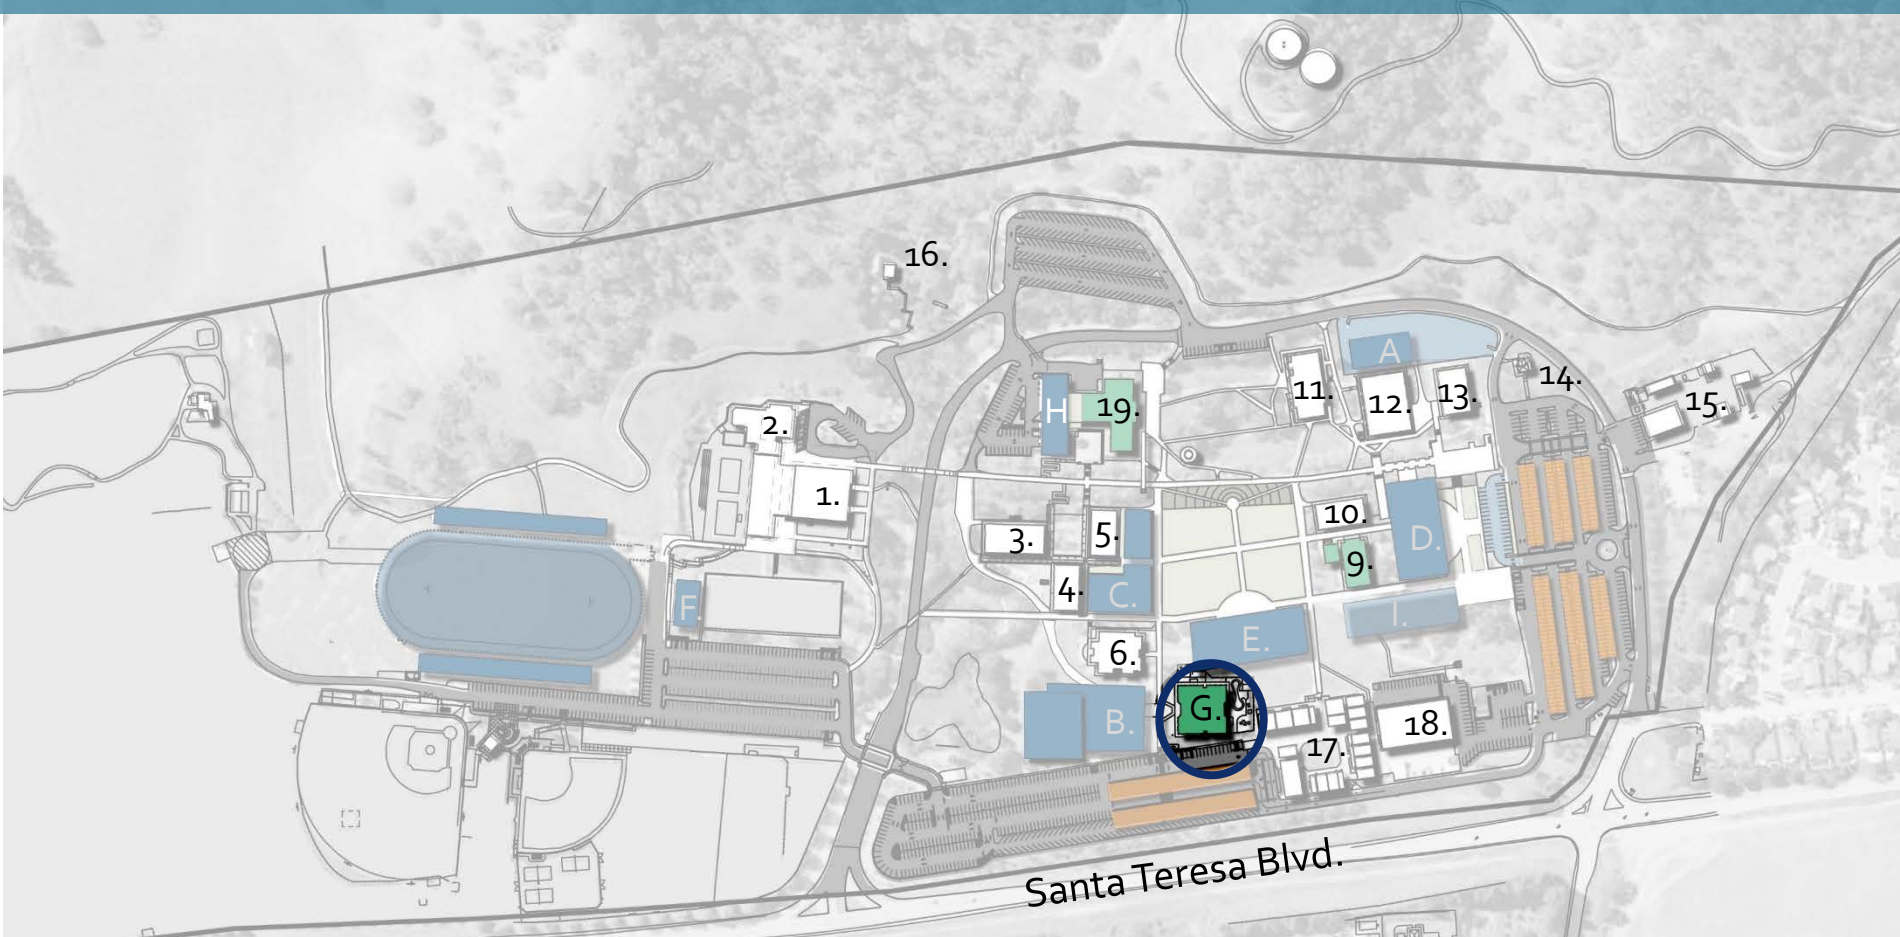 16.
A
11.
12.
13.
14.
15.
H
19.
2.
1.
10.
3.
5.
D.
9.
4.
C.
F.
I.
E.
6.
G.
B.
17.
18.
Santa Teresa Blvd.